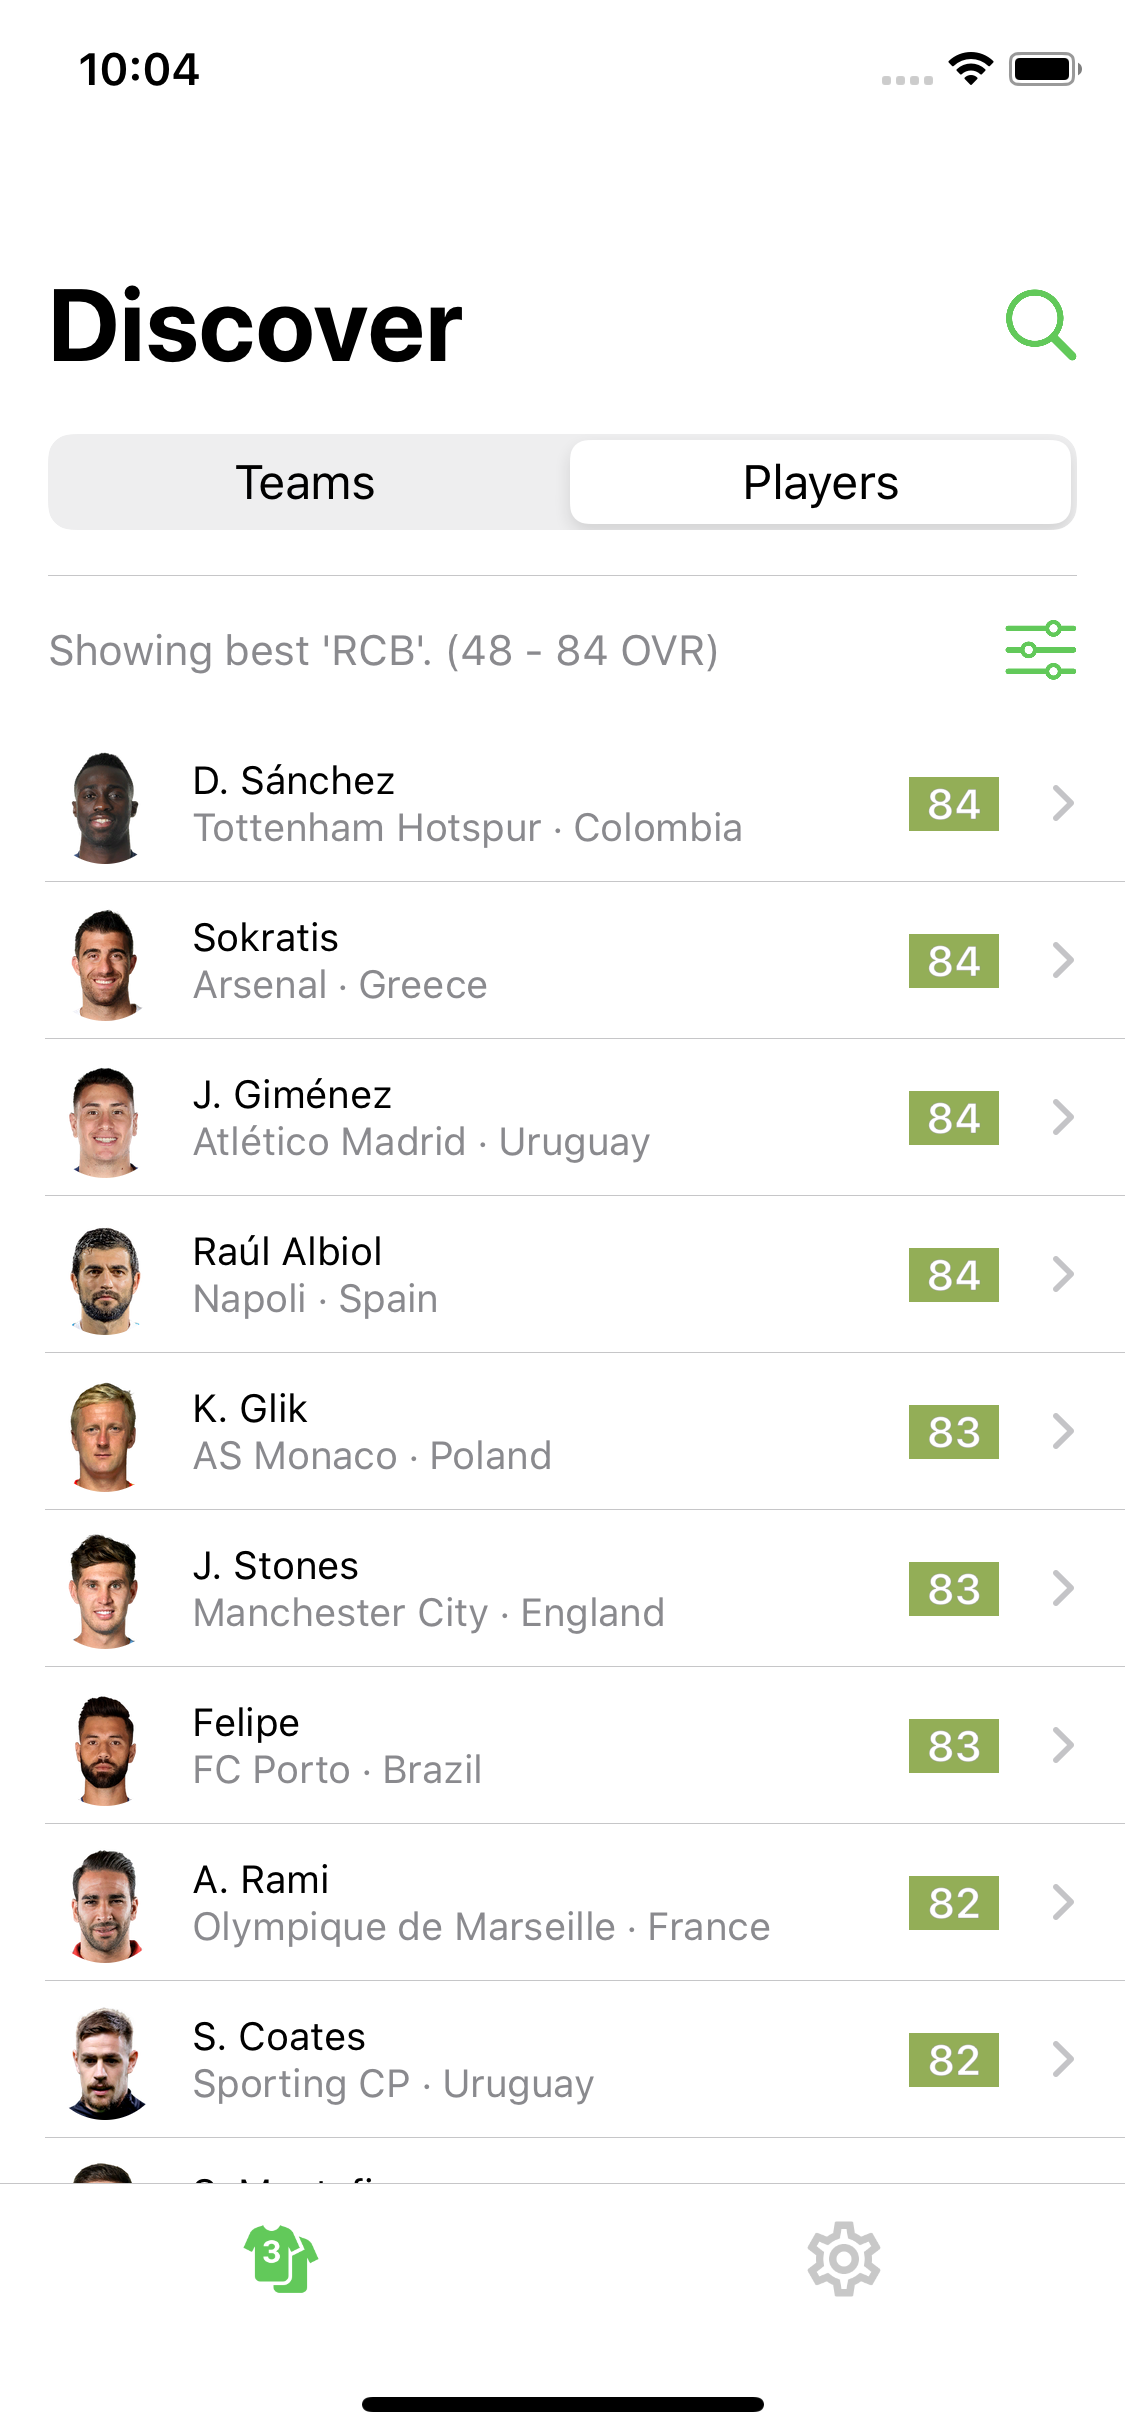 10:04
Discover
Teams
Players
Showing best 'RCB'. (48 - 84 OVR)
D. Sánchez
84
Tottenham Hotspur · Colombia
Sokratis
84
Arsenal · Greece
J. Giménez
84
Atlético Madrid · Uruguay
Raúl Albiol
84
Napoli · Spain
K. Glik
83
AS Monaco · Poland
J. Stones
83
Manchester City · England
Felipe
83
FC Porto · Brazil
A. Rami
82
Olympique de Marseille · France
S. Coates
82
Sporting CP · Uruguay
3